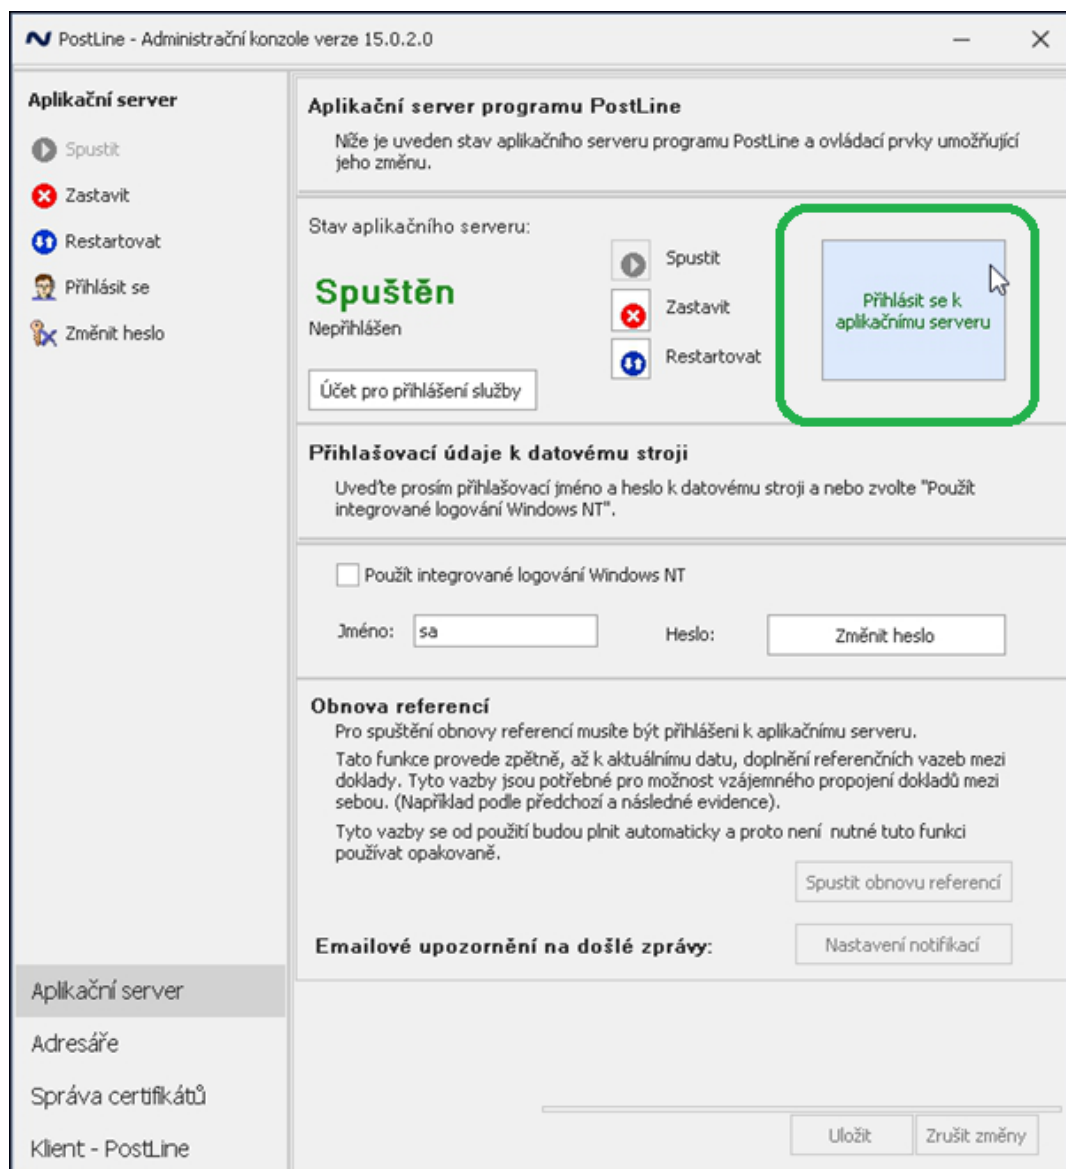 PostLine - Administrační konzole verze 15.0.2.0
Aplikační server
Spustit
Zastavit
Restartovat
Přihlásit se
Změnit heslo
Aplikační server programu PostLine
Níže je uveden stav aplikačního serveru programu PostLine a ovládací prvky umožňující
jeho změnu.
Stav aplikačního serveru:
Spuštěn
Nepřihlášen
Účet pro přihlášení služby
Spustit
Zastavit
Restartovat
Přihlásit se k
aplikačnímu serveru
Přihlašovací údaje k datovému stroji
Uveďte prosím přihlašovací jméno a heslo k datovému stroji a nebo zvolte "Použít
integrované logování Windows NT".
Použít integrované logování Windows NT
Jméno: sa Heslo: Změnit heslo
Obnova referencí
Pro spuštění obnovy referencí musíte být přihlášeni k aplikačnímu serveru.
Tato funkce provede zpětně, až k aktuálnímu datu, doplnění referenčních vazeb mezi
doklady. Tyto vazby jsou potřebné pro možnost vzájemného propojení dokladů mezi
sebou. (Například podle předchozí a následné evidence).
Tyto vazby se od použití budou plnit automaticky a proto není nutné tuto funkci
používat opakovaně.
Spustit obnovu referencí
Emailové upozornění na došlé zprávy: Nastavení notifikací
Aplikační server
Adresáře
Správa certifikátů
Klient - PostLine
Uložit Zrušit změny